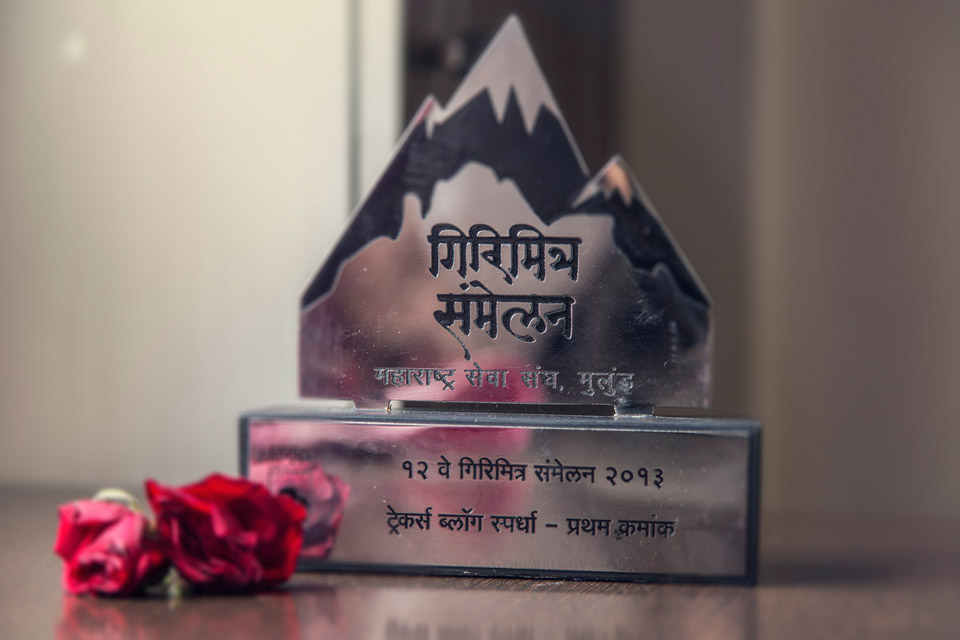 गिरिमित्र
संमेलन
महाराष्ट्र सेवा संघ, मुलुंड
१२ वे गिरिमित्र संमेलन २०१३
ट्रेकर्स ब्लॉग स्पर्धा – प्रथम क्रमांक